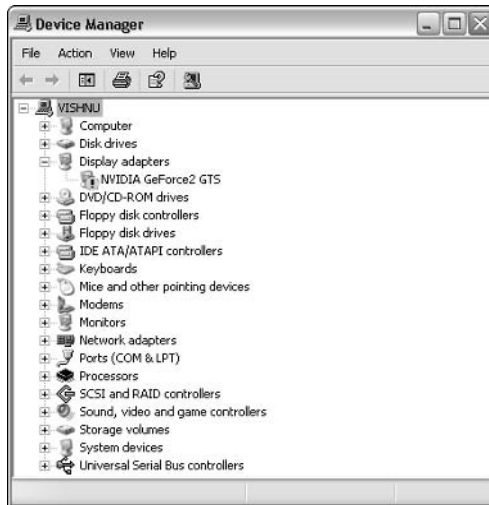 Device Manager
File Action View Help
VISHNU
Computer
Disk drives
Display adapters
NVIDIA GeForce2 GTS
DVD/CD-ROM drives
Floppy disk controllers
Floppy disk drives
IDE ATA/ATAPI controllers
Keyboards
Mice and other pointing devices
Modems
Monitors
Network adapters
Ports (COM & LPT)
Processors
SCSI and RAID controllers
Sound, video and game controllers
Storage volumes
System devices
Universal Serial Bus controllers